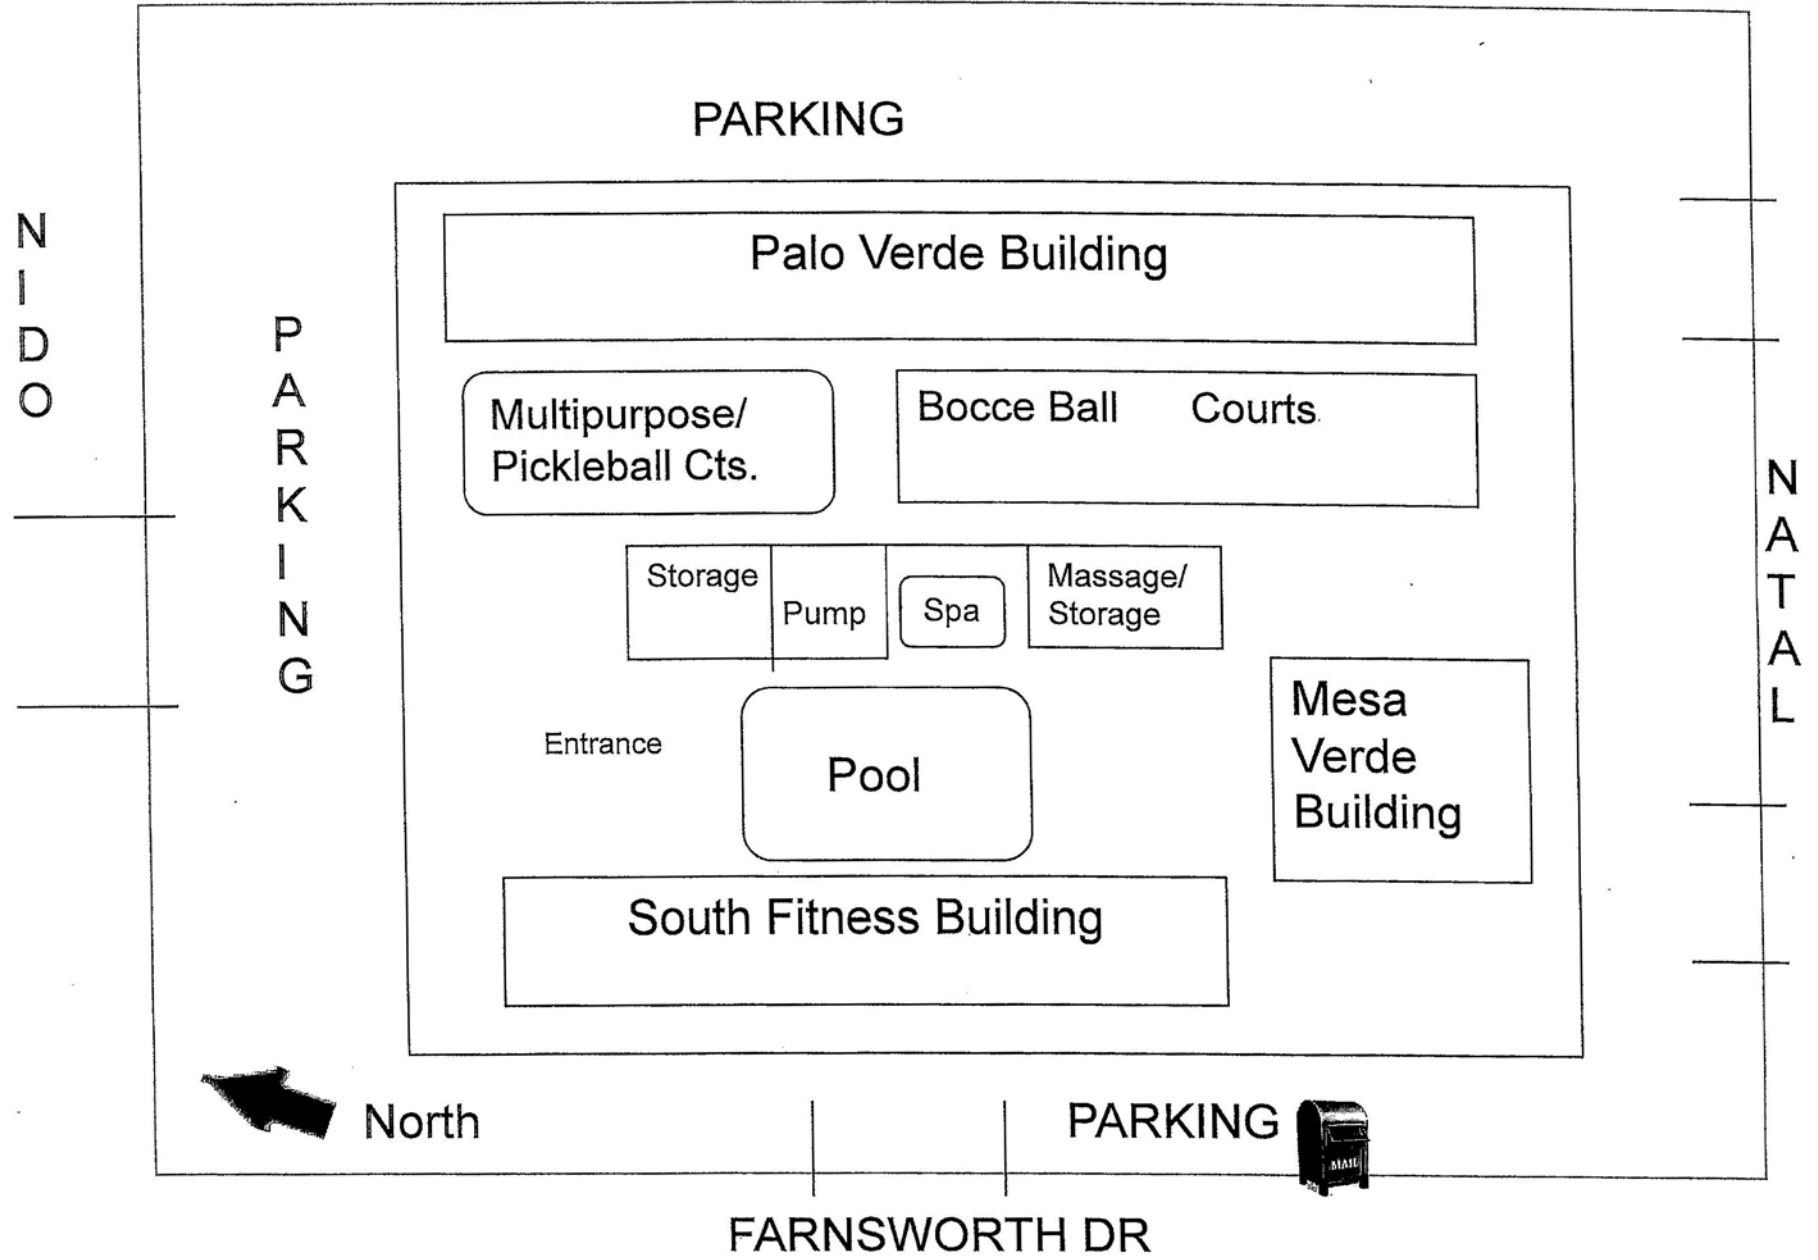 PARKING
NIDO
PARKING
Palo Verde Building
Multipurpose/
Pickleball Cts.
Bocce Ball Courts
NATAL
Storage
Pump
Spa
Massage/
Storage
Entrance
Pool
Mesa
Verde
Building
South Fitness Building
North
PARKING
MAIL
FARNSWORTH DR